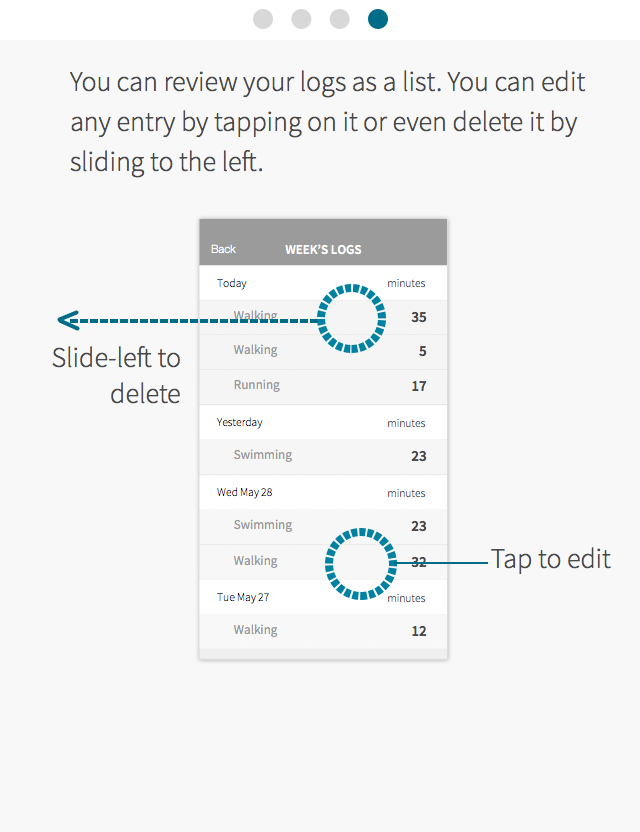 You can review your logs as a list. You can edit
any entry by tapping on it or even delete it by
sliding to the left.
Back WEEK'S LOGS
Today minutes
Walking 35
Walking 5
Running 17
Slide-left to
delete
Yesterday minutes
Swimming 23
Wed May 28 minutes
Swimming 23
Walking 32
Tap to edit
Tue May 27 minutes
Walking 12